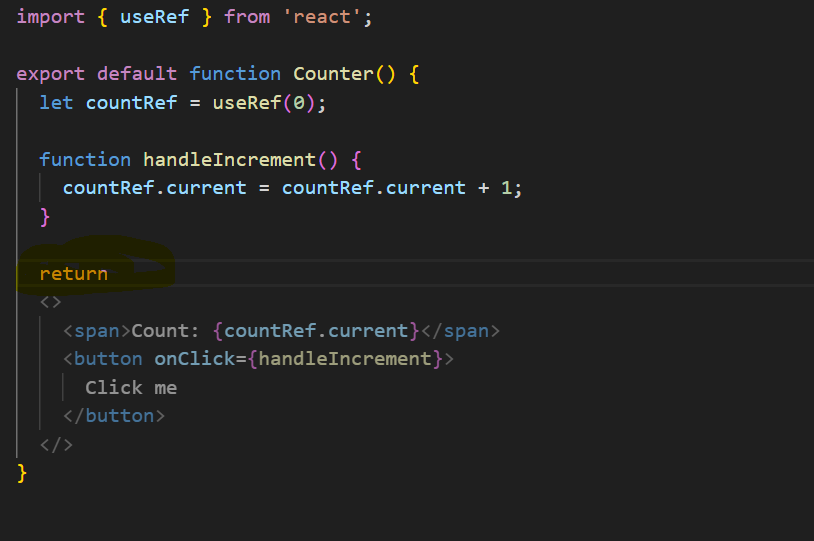 import { useRef } from 'react';
export default function Counter() {
let countRef = useRef(0);
function handleIncrement() {
countRef.current = countRef.current + 1;
}
return
<>
<span>Count: {countRef.current}</span>
<button onClick={handleIncrement}>
Click me
</button>
</>
}